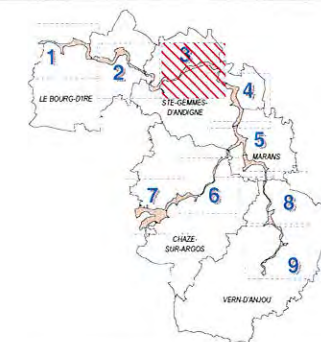 1
2
3
LE BOURG-D'IRE
STE-GEMMES-
D'ANDIGNE
4
5
MARANS
7
6
8
CHAZE-
SUR-ARGOS
9
VERN-D'ANJOU